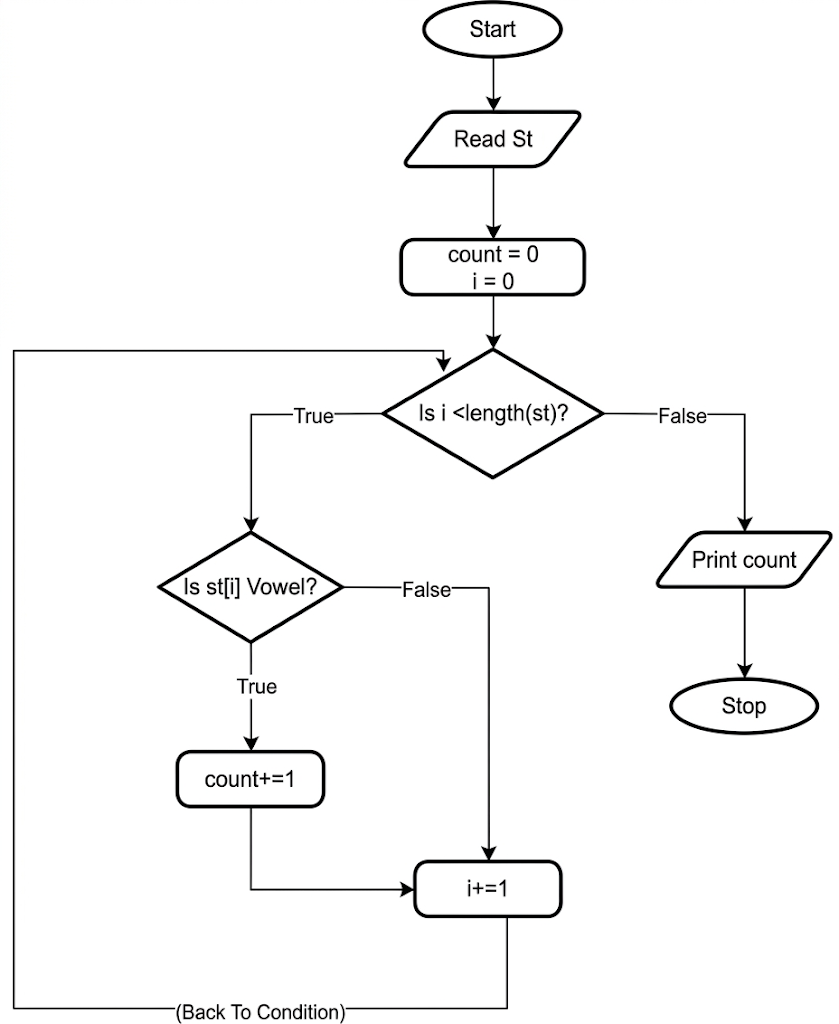 Start
Read St
count = 0
i = 0
Is i <length(st)?
True
False
Is st[i] Vowel?
False
Print count
True
Stop
count+=1
i+=1
(Back To Condition)